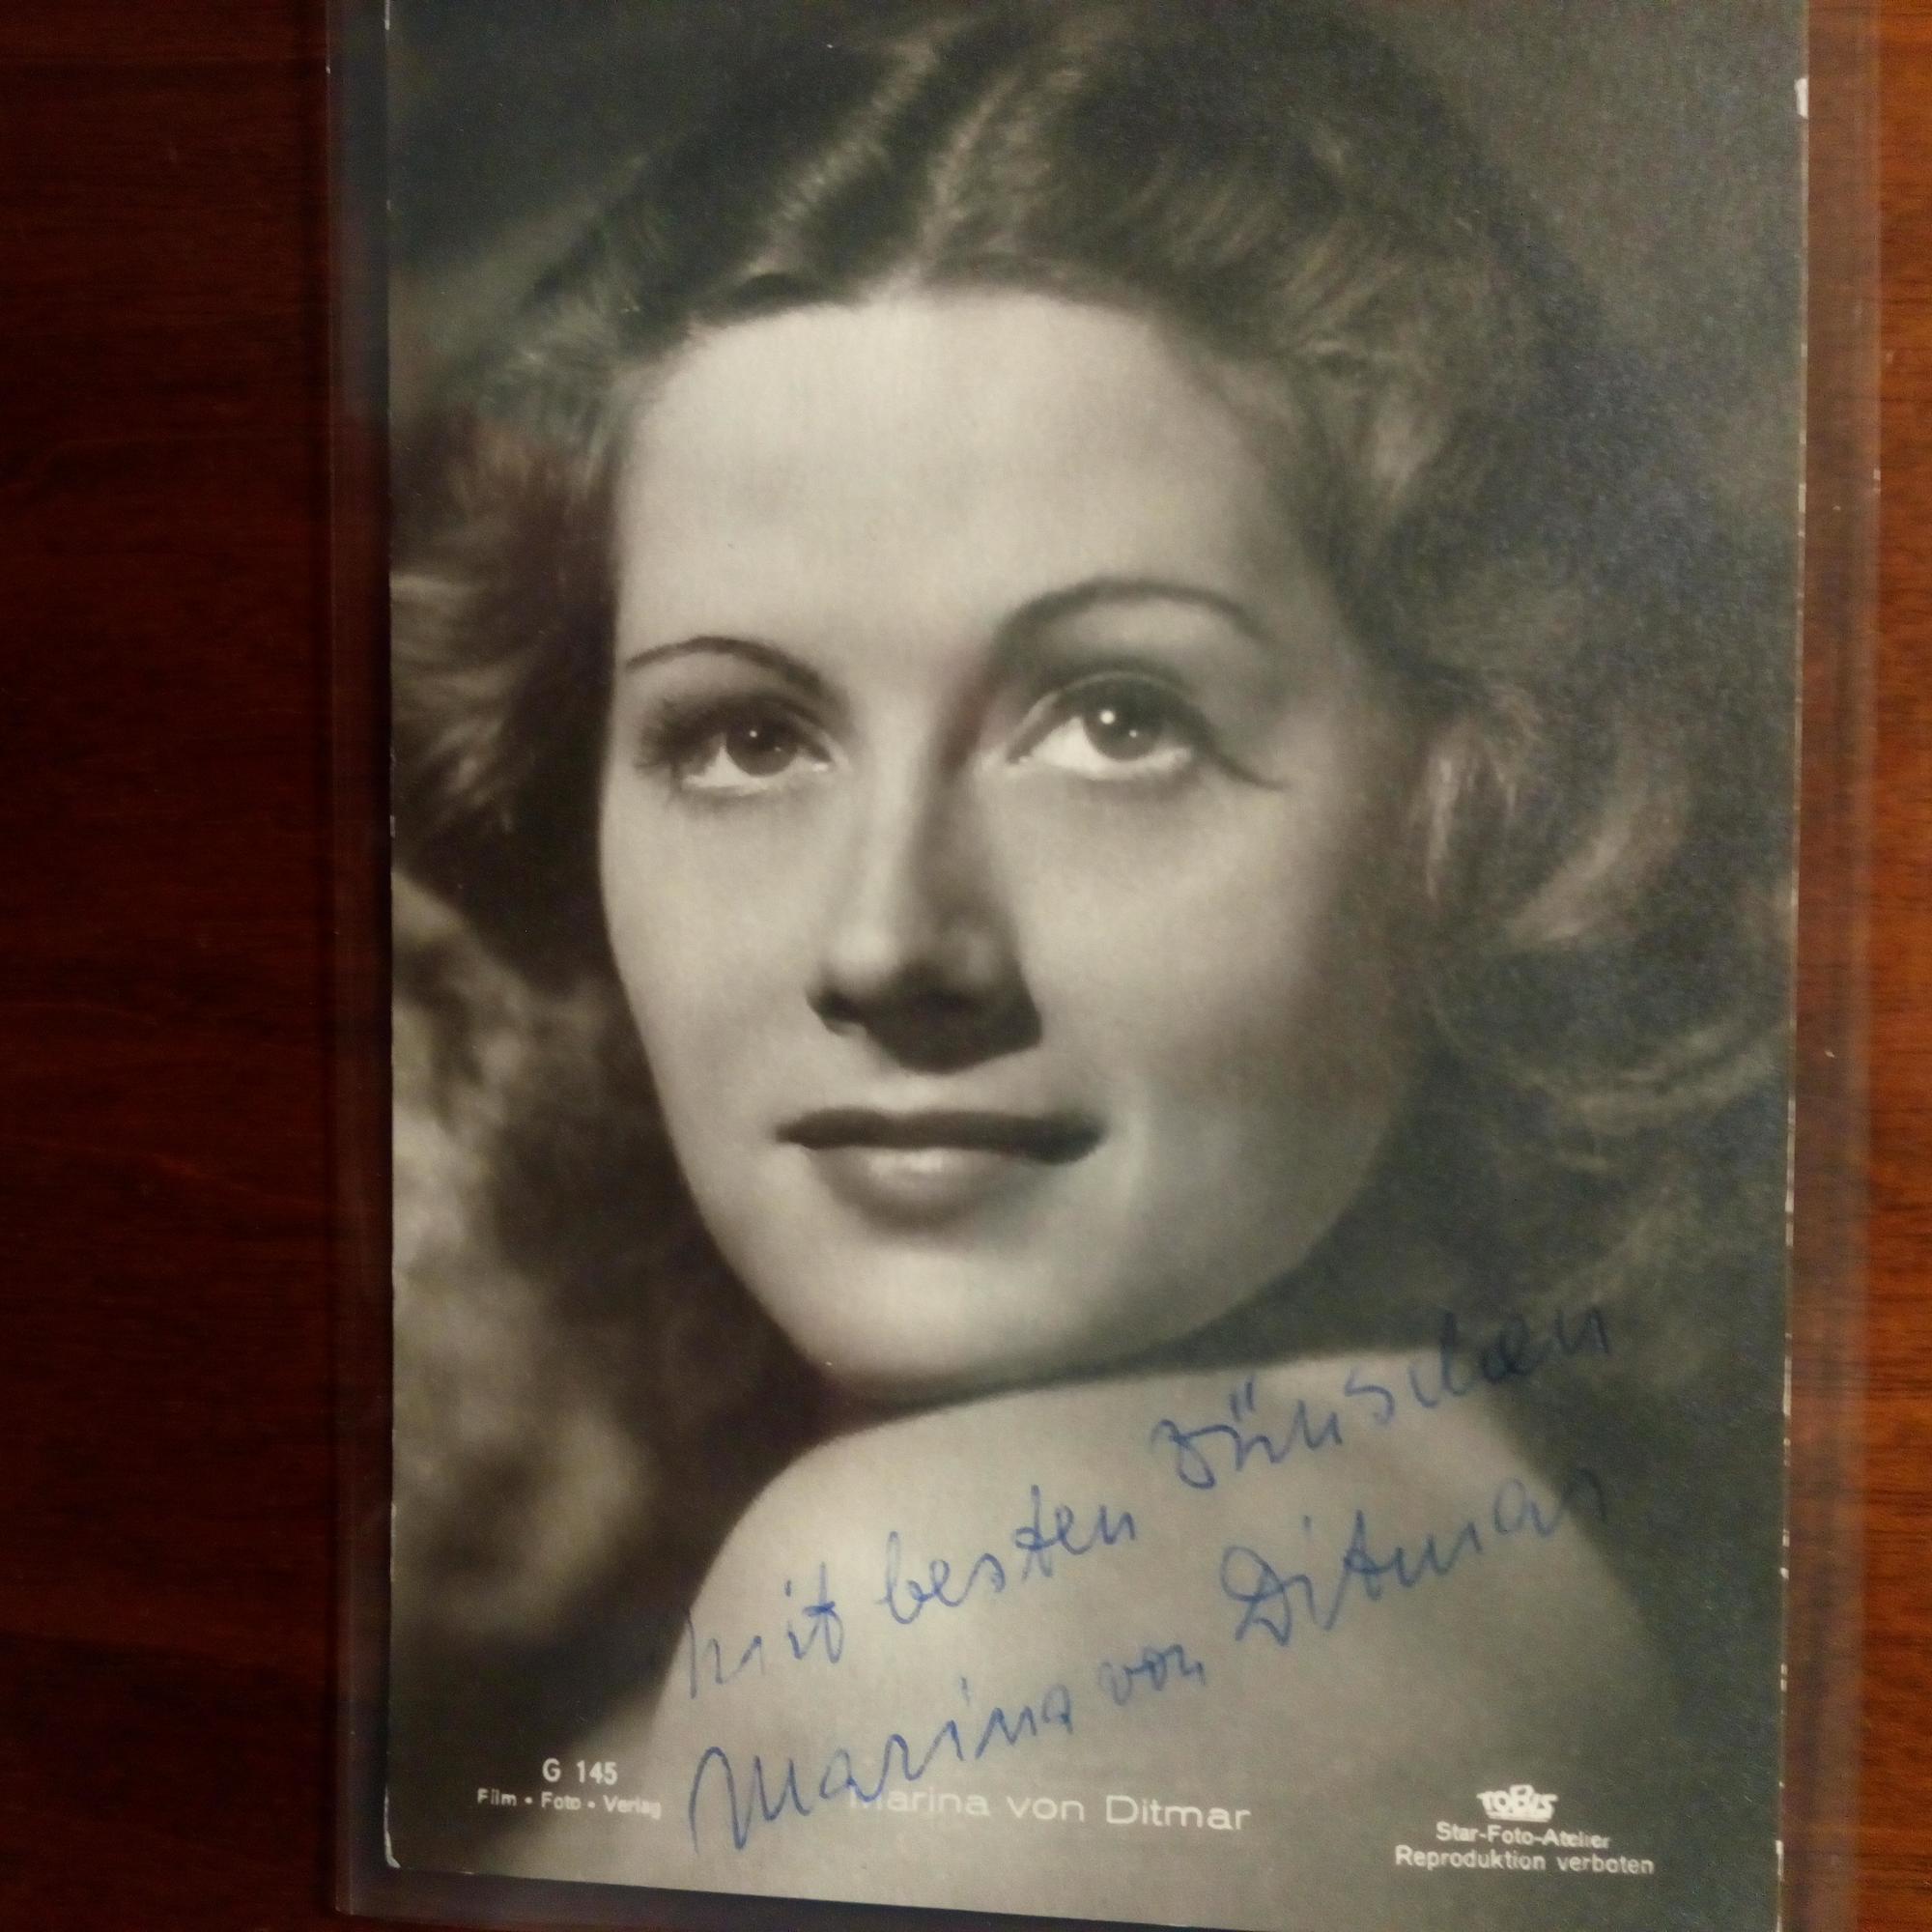 mit besten Wünschen
Marina von Ditmar
G 145
Film • Foto • Verlag
Marina von Ditmar
TOBIS
Star-Foto-Atelier
Reproduktion verboten